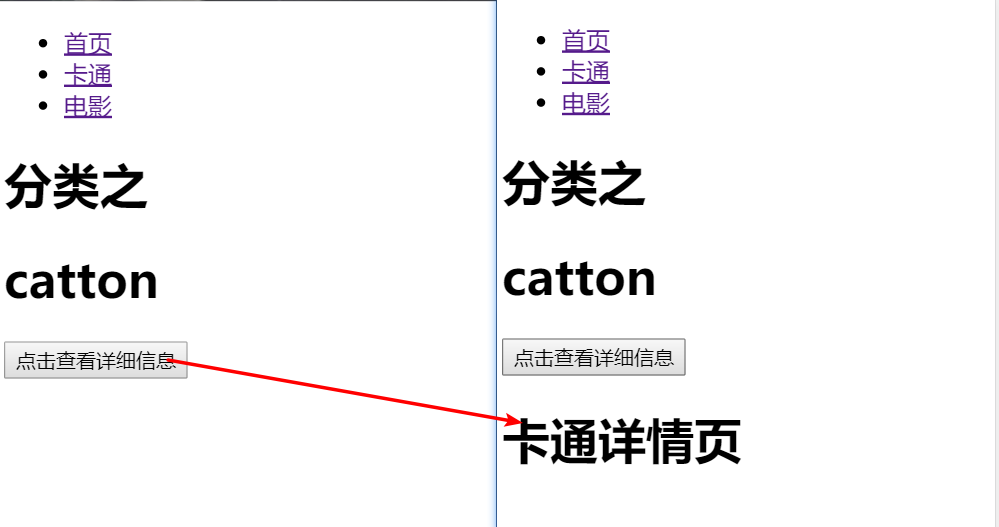 首页
卡通
电影
分类之
catton
点击查看详细信息
首页
卡通
电影
分类之
catton
点击查看详细信息
卡通详情页